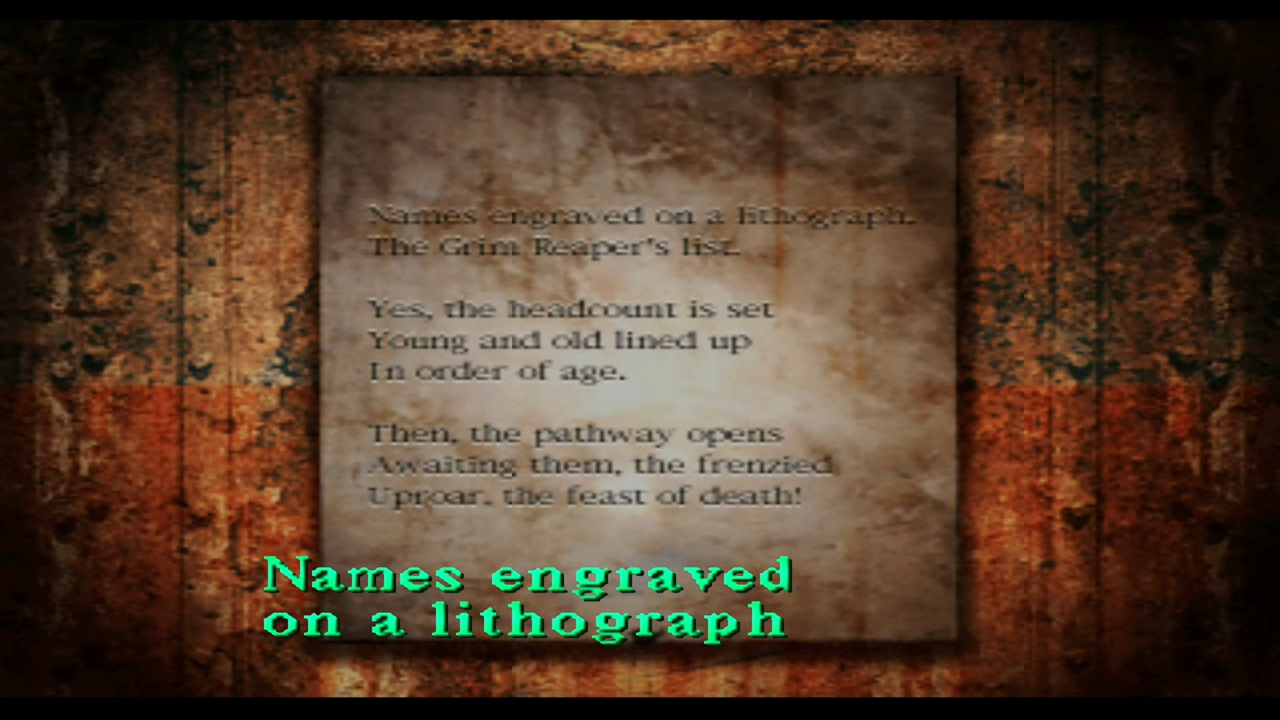 Names engraved on a lithograph.
The Grim Reaper's list.
Yes, the headcount is set
Young and old lined up
In order of age.
Then, the pathway opens
Awaiting them, the frenzied
Uproar, the feast of death!
Names engraved
on a lithograph